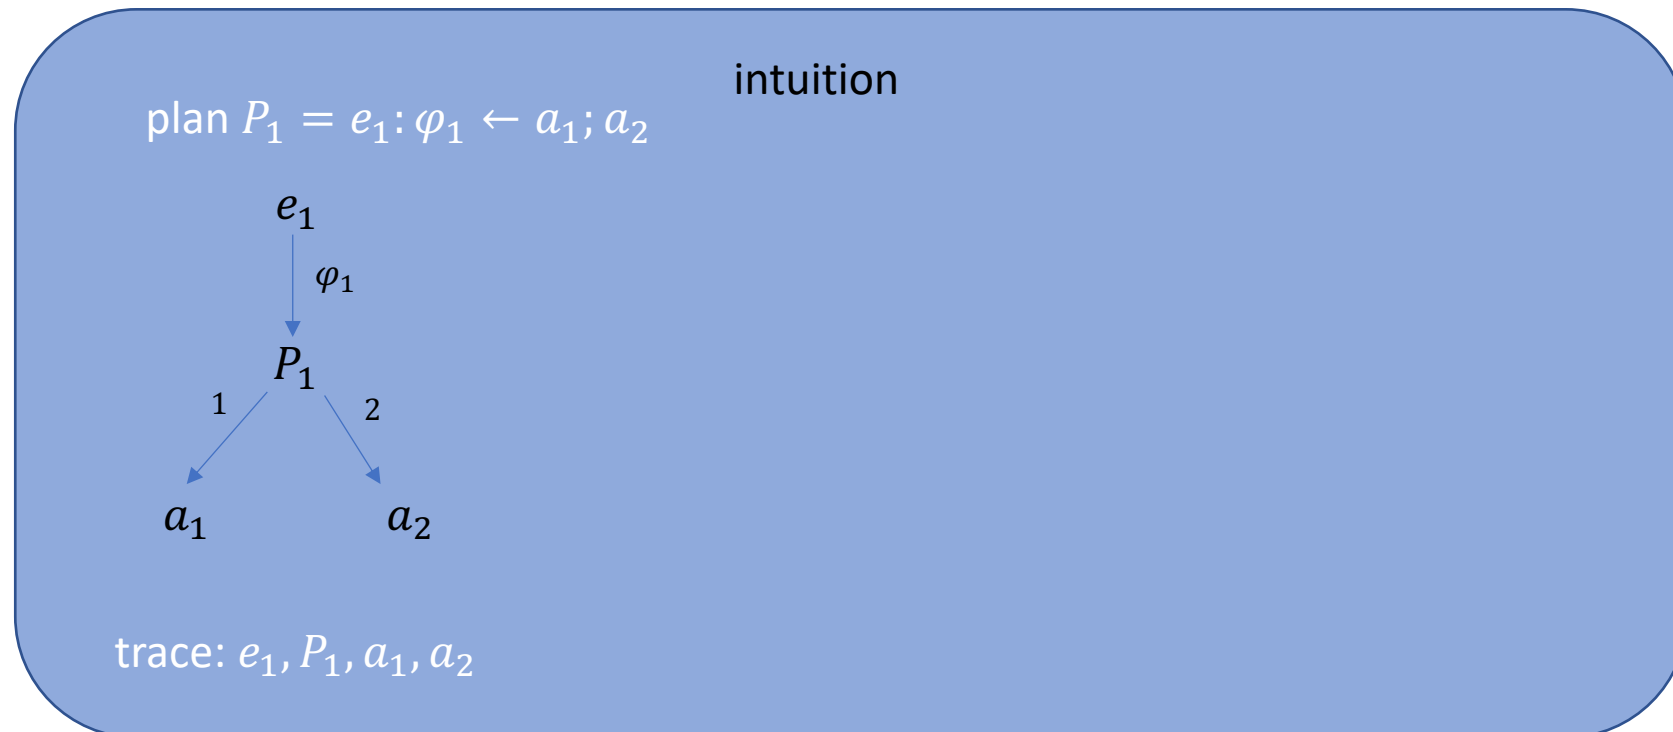 intuition
plan P₁ = e₁: φ₁ ← a₁; a₂
e₁
φ₁
P₁
1
2
a₁
a₂
trace: e₁, P₁, a₁, a₂